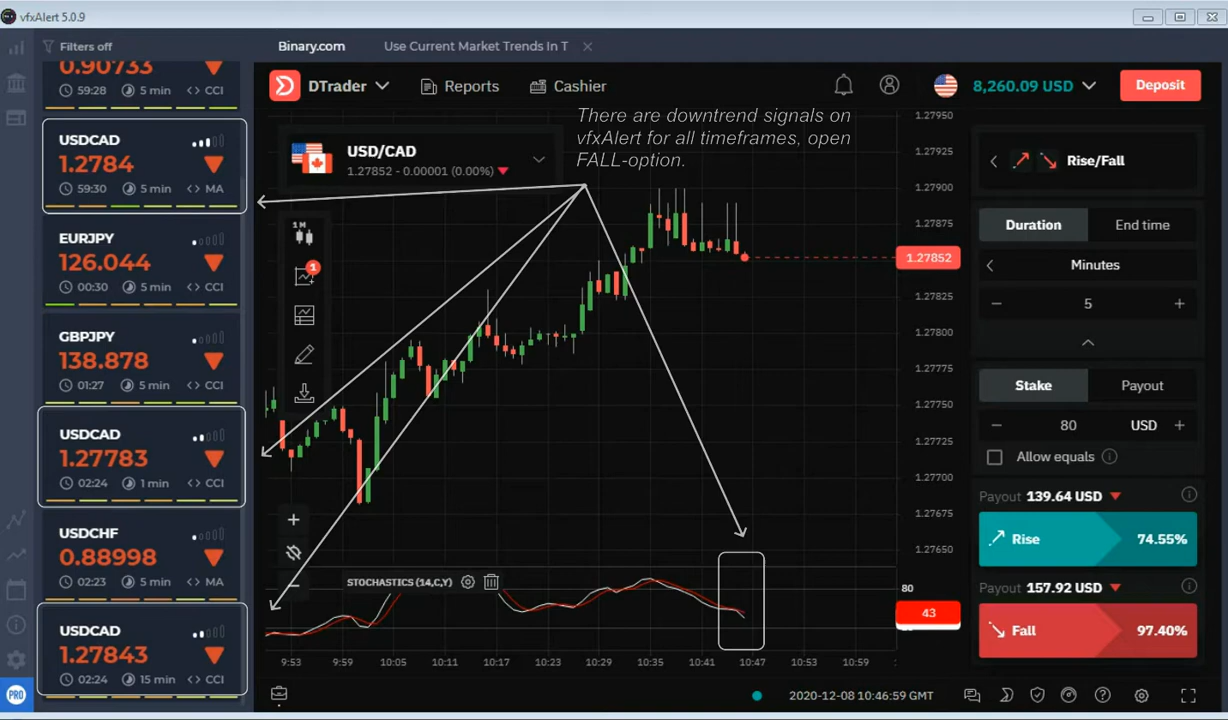 vfxAlert 5.0.9
Filters off
Binary.com
Use Current Market Trends In T
0.90733
59:28 5 min <> CCI
USDCAD
1.2784
59:30 5 min <> MA
EURJPY
126.044
00:30 5 min <> CCI
GBPJPY
138.878
01:27 5 min <> CCI
USDCAD
1.27783
02:24 1 min <> CCI
USDCHF
0.88998
02:23 5 min <> MA
USDCAD
1.27843
02:24 15 min <> CCI
PRO
DTrader
Reports
Cashier
8,260.09 USD
Deposit
There are downtrend signals on
vfxAlert for all timeframes, open
FALL-option.
USD/CAD
1.27852 - 0.00001 (0.00%)
1M
1
1.27950
1.27925
1.27900
1.27875
1.27852
1.27825
1.27800
1.27775
1.27750
1.27725
1.27700
1.27675
1.27650
STOCHASTICS (14,C,Y)
80
43
9:53 9:59 10:05 10:11 10:17 10:23 10:29 10:35 10:41 10:47 10:53 10:59
2020-12-08 10:46:59 GMT
Rise/Fall
Duration End time
Minutes
− 5 +
Stake Payout
− 80 USD +
Allow equals
Payout 139.64 USD
Rise 74.55%
Payout 157.92 USD
Fall 97.40%